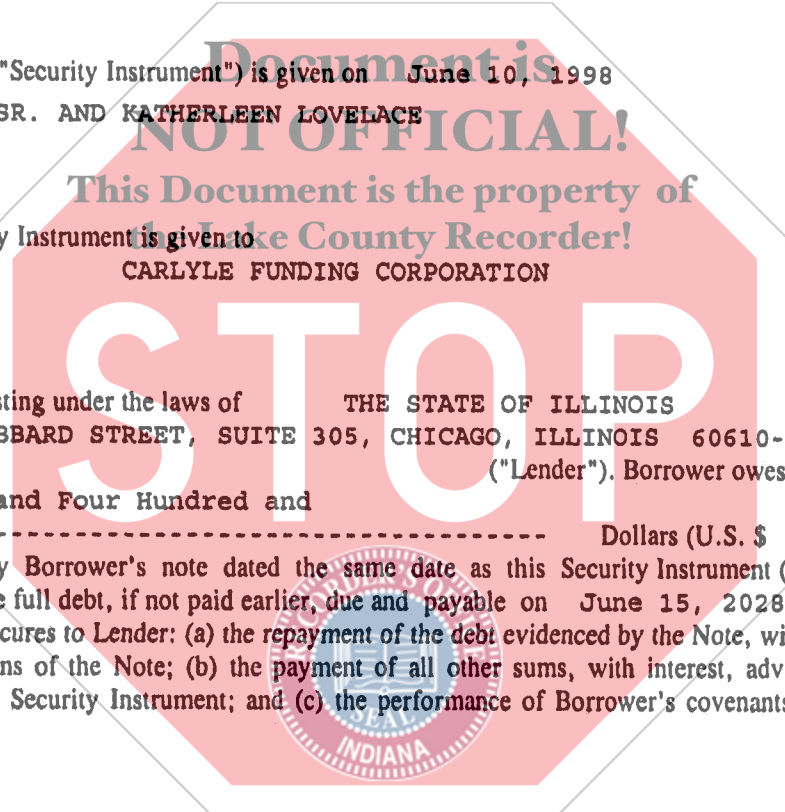 "Security Instrument") is given on June 10, 1998
Document is
SR. AND KATHERLEEN LOVELACE
NOT OFFICIAL!
This Document is the property of
y Instrument is given to
the Lake County Recorder!
CARLYLE FUNDING CORPORATION
STOP
sting under the laws of THE STATE OF ILLINOIS
BBARD STREET, SUITE 305, CHICAGO, ILLINOIS 60610-
("Lender"). Borrower owes
and Four Hundred and
---------------------------------- Dollars (U.S. $
y Borrower's note dated the same date as this Security Instrument (
e full debt, if not paid earlier, due and payable on June 15, 2028
cures to Lender: (a) the repayment of the debt evidenced by the Note, wi
ns of the Note; (b) the payment of all other sums, with interest, adv
Security Instrument; and (c) the performance of Borrower's covenants
SEAL
INDIANA